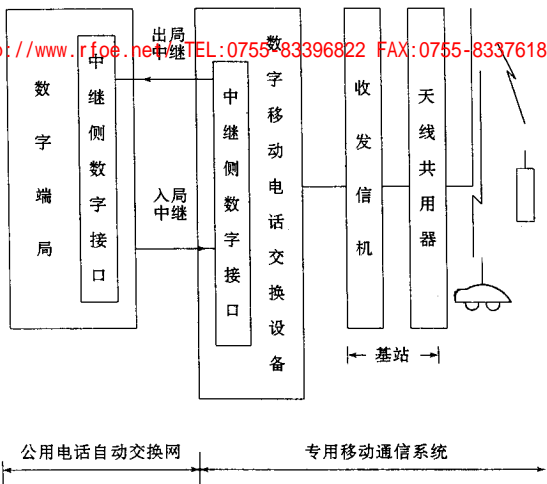 出局
中继
p://www.rfoe.net/ TEL:0755-83396822 FAX:0755-8337618
数字端局
中继侧数字接口
入局
中继
中继侧数字接口
数字移动电话交换设备
收发信机
天线共用器
基站
公用电话自动交换网
专用移动通信系统